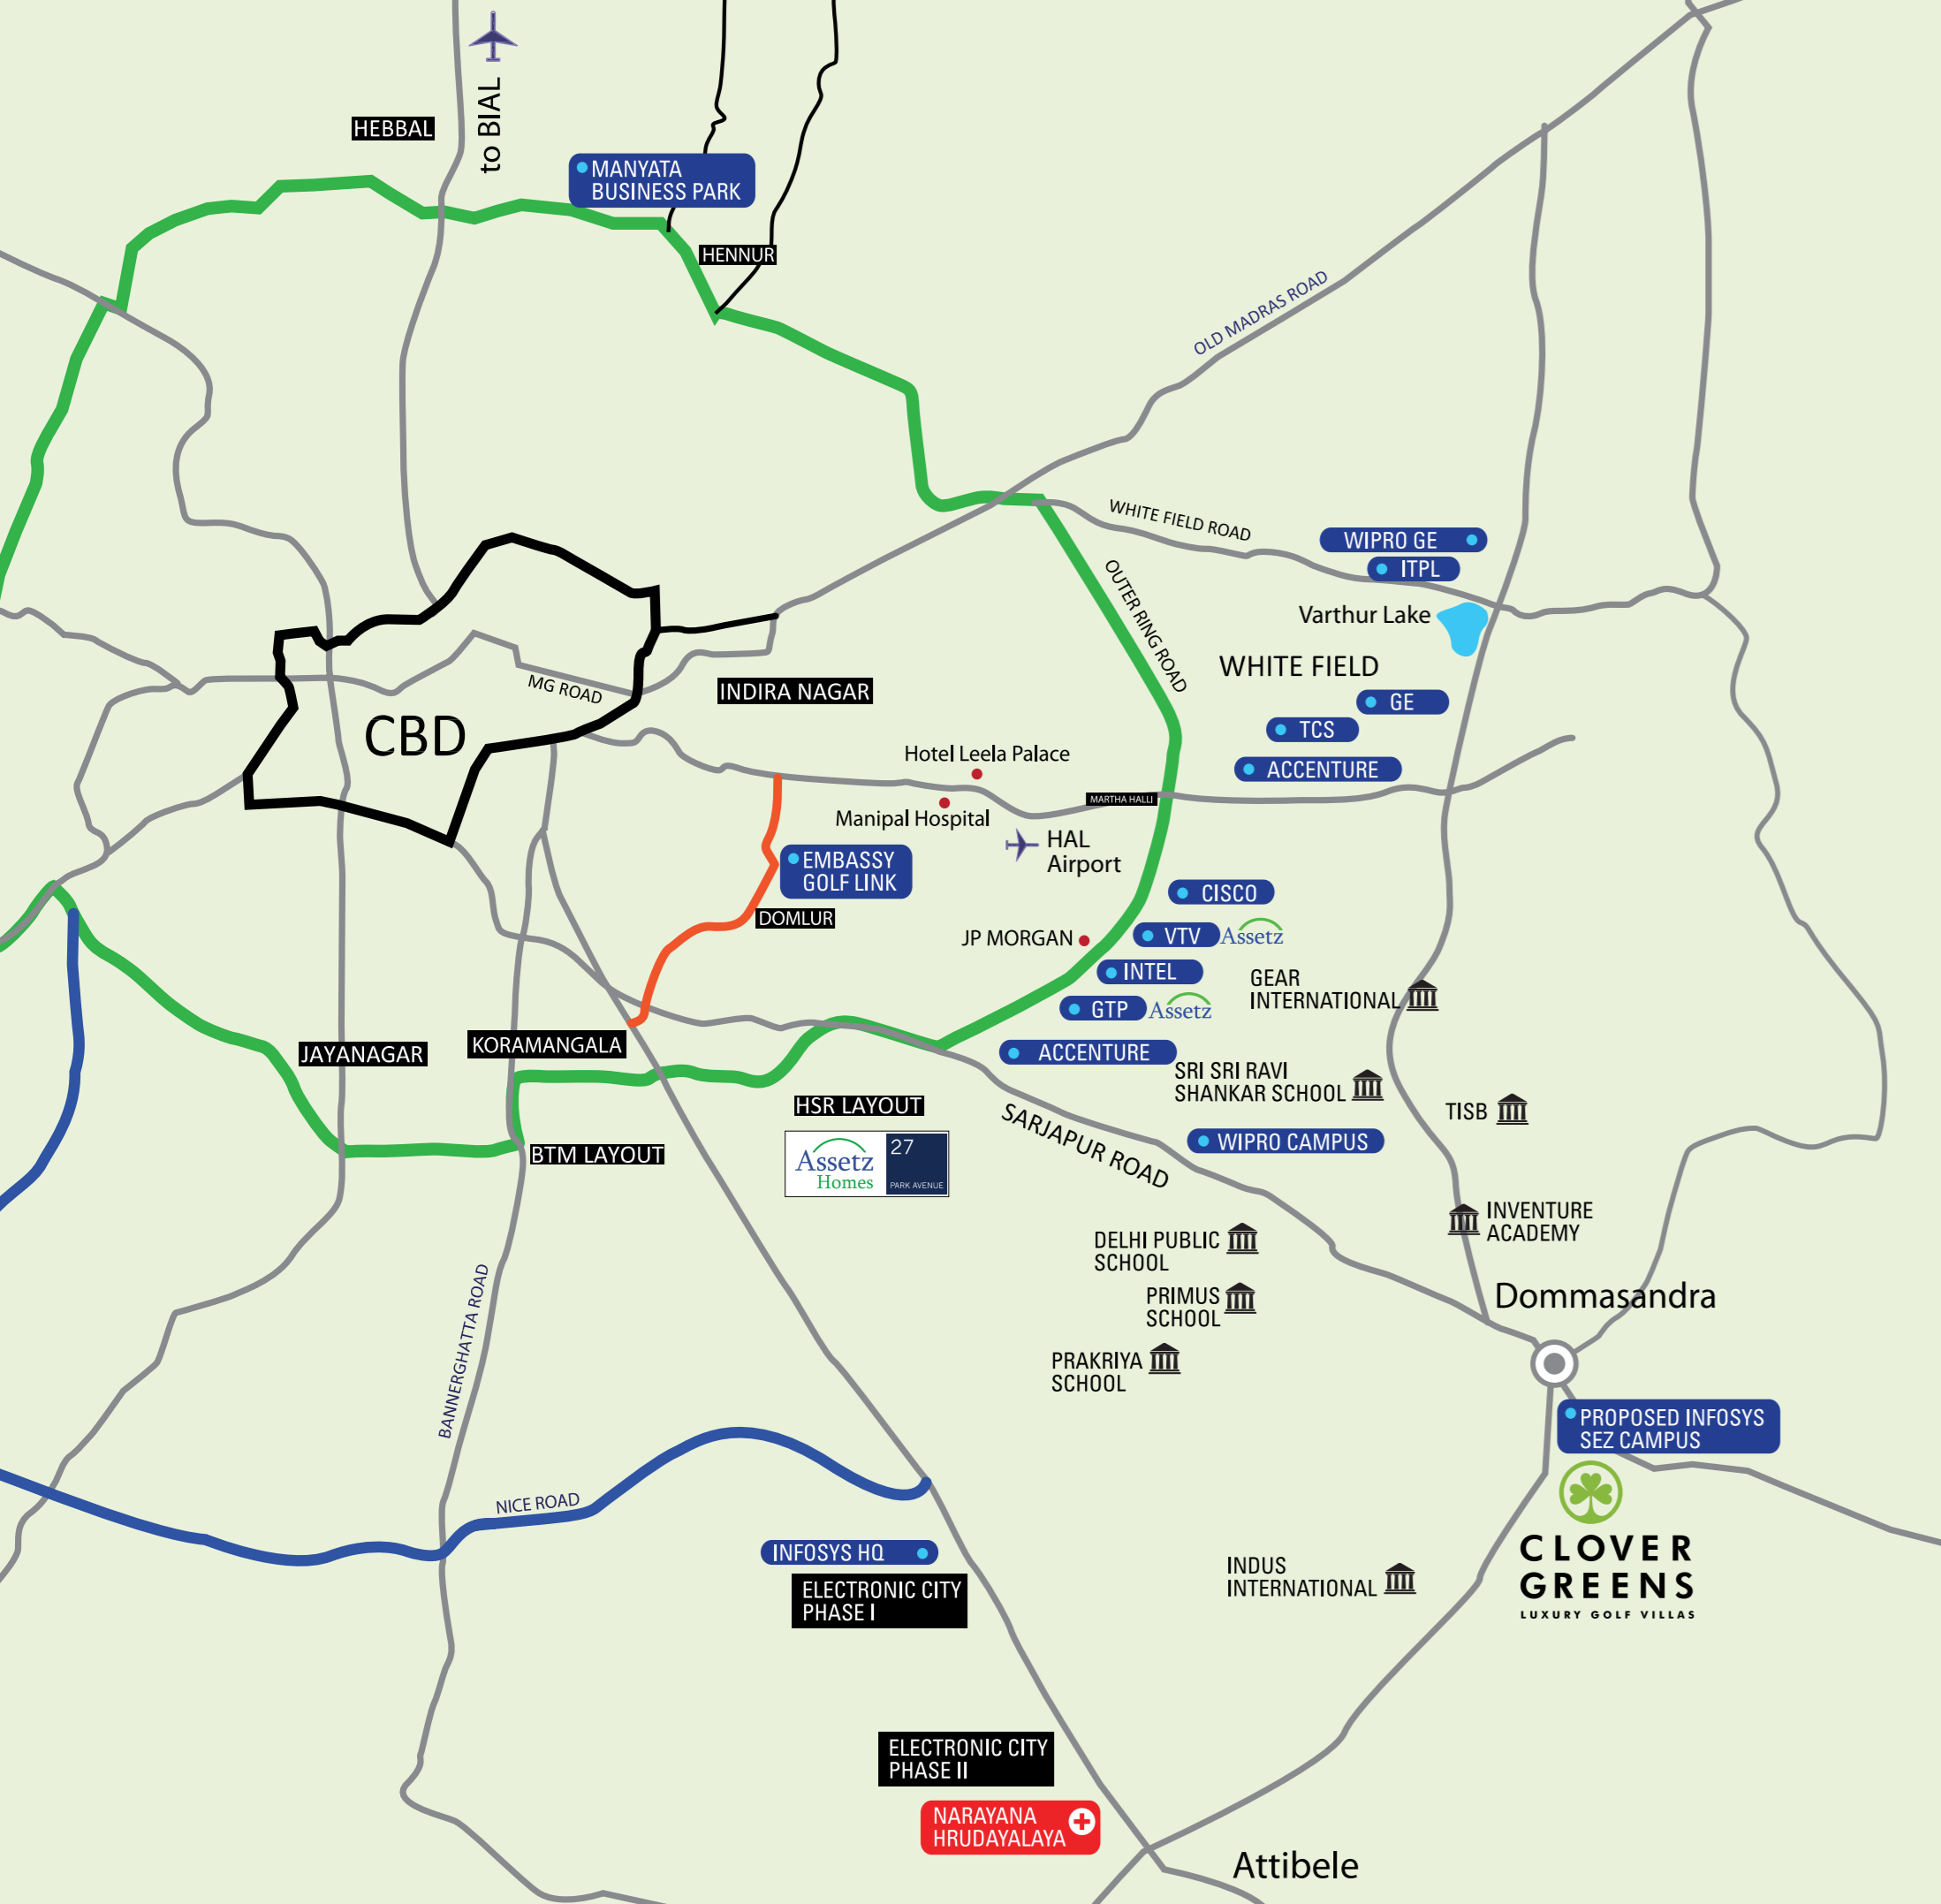 to BIAL
HEBBAL
MANYATA
BUSINESS PARK
HENNUR
OLD MADRAS ROAD
WHITE FIELD ROAD
WIPRO GE
ITPL
OUTER RING ROAD
Varthur Lake
WHITE FIELD
MG ROAD
INDIRA NAGAR
GE
CBD
TCS
Hotel Leela Palace
ACCENTURE
MARTHA HALLI
Manipal Hospital
HAL
Airport
EMBASSY
GOLF LINK
CISCO
DOMLUR
JP MORGAN
VTV
Assetz
INTEL
GEAR
INTERNATIONAL
GTP
Assetz
KORAMANGALA
JAYANAGAR
ACCENTURE
SRI SRI RAVI
SHANKAR SCHOOL
HSR LAYOUT
TISB
SARJAPUR ROAD
WIPRO CAMPUS
BTM LAYOUT
Assetz
Homes
27
PARK AVENUE
INVENTURE
ACADEMY
DELHI PUBLIC
SCHOOL
PRIMUS
SCHOOL
Dommasandra
BANNERGHATTA ROAD
PRAKRIYA
SCHOOL
PROPOSED INFOSYS
SEZ CAMPUS
NICE ROAD
INFOSYS HQ
CLOVER
GREENS
LUXURY GOLF VILLAS
ELECTRONIC CITY
PHASE I
INDUS
INTERNATIONAL
ELECTRONIC CITY
PHASE II
NARAYANA
HRUDAYALAYA
Attibele